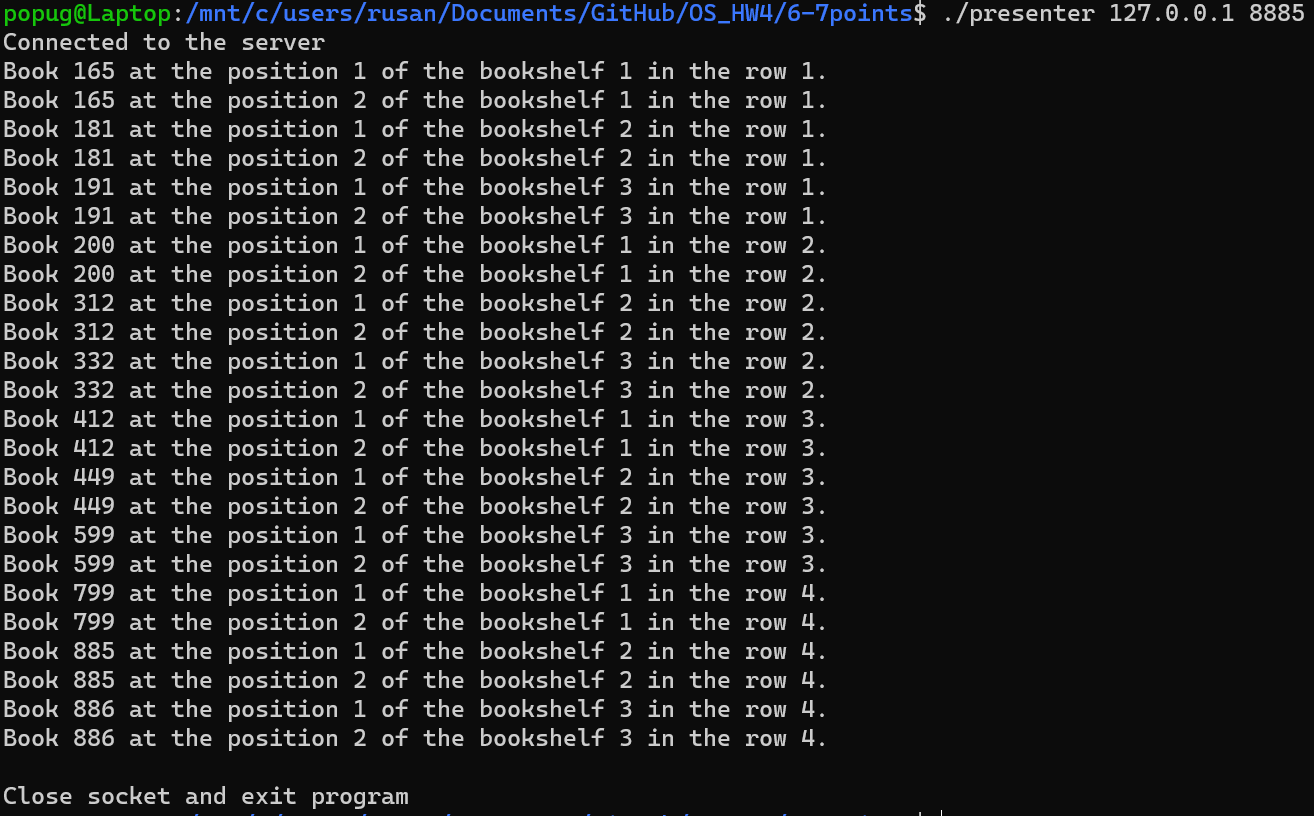 popug@Laptop:/mnt/c/users/rusan/Documents/GitHub/OS_HW4/6-7points$ ./presenter 127.0.0.1 8885
Connected to the server
Book 165 at the position 1 of the bookshelf 1 in the row 1.
Book 165 at the position 2 of the bookshelf 1 in the row 1.
Book 181 at the position 1 of the bookshelf 2 in the row 1.
Book 181 at the position 2 of the bookshelf 2 in the row 1.
Book 191 at the position 1 of the bookshelf 3 in the row 1.
Book 191 at the position 2 of the bookshelf 3 in the row 1.
Book 200 at the position 1 of the bookshelf 1 in the row 2.
Book 200 at the position 2 of the bookshelf 1 in the row 2.
Book 312 at the position 1 of the bookshelf 2 in the row 2.
Book 312 at the position 2 of the bookshelf 2 in the row 2.
Book 332 at the position 1 of the bookshelf 3 in the row 2.
Book 332 at the position 2 of the bookshelf 3 in the row 2.
Book 412 at the position 1 of the bookshelf 1 in the row 3.
Book 412 at the position 2 of the bookshelf 1 in the row 3.
Book 449 at the position 1 of the bookshelf 2 in the row 3.
Book 449 at the position 2 of the bookshelf 2 in the row 3.
Book 599 at the position 1 of the bookshelf 3 in the row 3.
Book 599 at the position 2 of the bookshelf 3 in the row 3.
Book 799 at the position 1 of the bookshelf 1 in the row 4.
Book 799 at the position 2 of the bookshelf 1 in the row 4.
Book 885 at the position 1 of the bookshelf 2 in the row 4.
Book 885 at the position 2 of the bookshelf 2 in the row 4.
Book 886 at the position 1 of the bookshelf 3 in the row 4.
Book 886 at the position 2 of the bookshelf 3 in the row 4.
Close socket and exit program